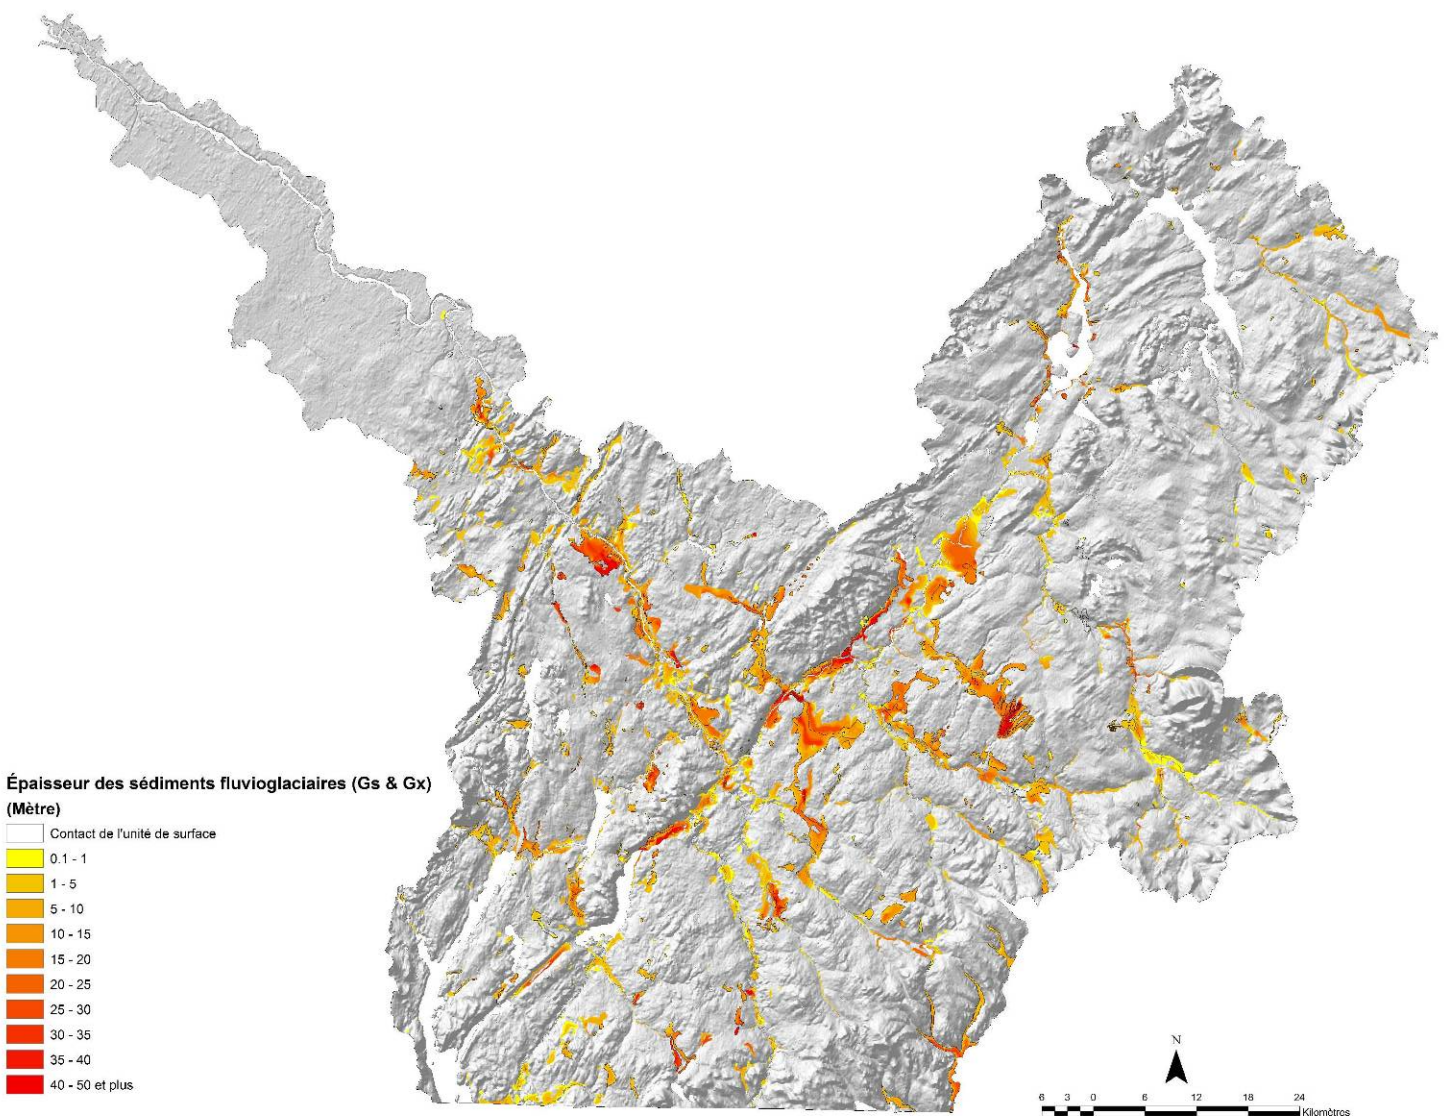 Épaisseur des sédiments fluvioglaciaires (Gs & Gx)
(Mètre)
Contact de l'unité de surface
0.1 - 1
1 - 5
5 - 10
10 - 15
15 - 20
20 - 25
25 - 30
30 - 35
35 - 40
40 - 50 et plus
N
6 3 0 6 12 18 24
Kilomètres